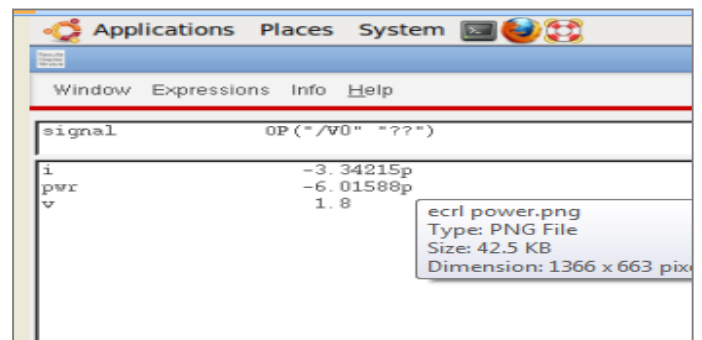 Applications Places System
Window Expressions Info Help
signal OP("/V0" "??")
i -3.34215p
pwr -6.01588p
v 1.8
ecrl power.png
Type: PNG File
Size: 42.5 KB
Dimension: 1366 x 663 pixe